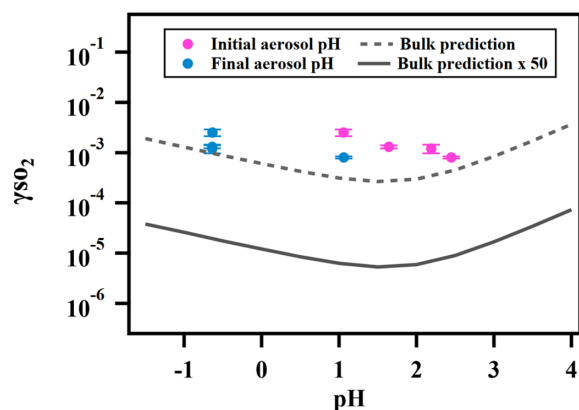 Initial aerosol pH
Bulk prediction
Final aerosol pH
Bulk prediction x 50
10⁻¹
10⁻²
10⁻³
10⁻⁴
10⁻⁵
10⁻⁶
γso₂
-1 0 1 2 3 4
pH